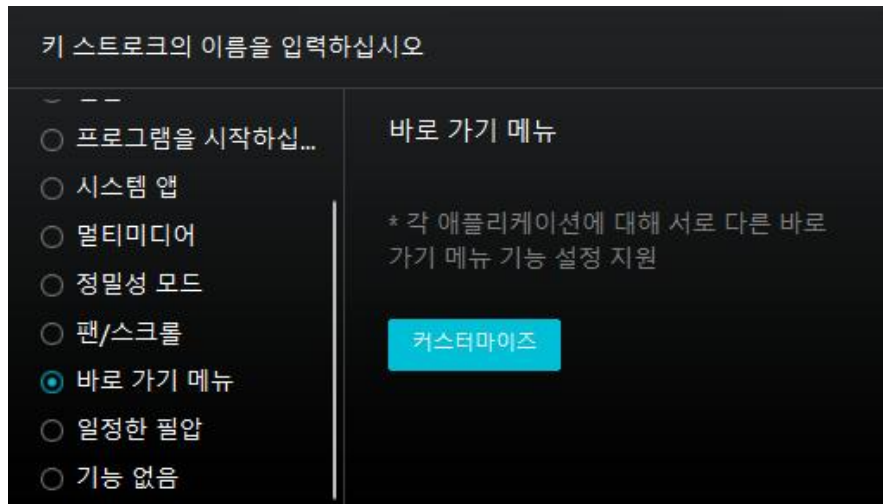 키 스트로크의 이름을 입력하십시오
프로그램을 시작하십...
시스템 앱
멀티미디어
정밀성 모드
팬/스크롤
바로 가기 메뉴
일정한 필압
기능 없음
바로 가기 메뉴
* 각 애플리케이션에 대해 서로 다른 바로
가기 메뉴 기능 설정 지원
커스터마이즈